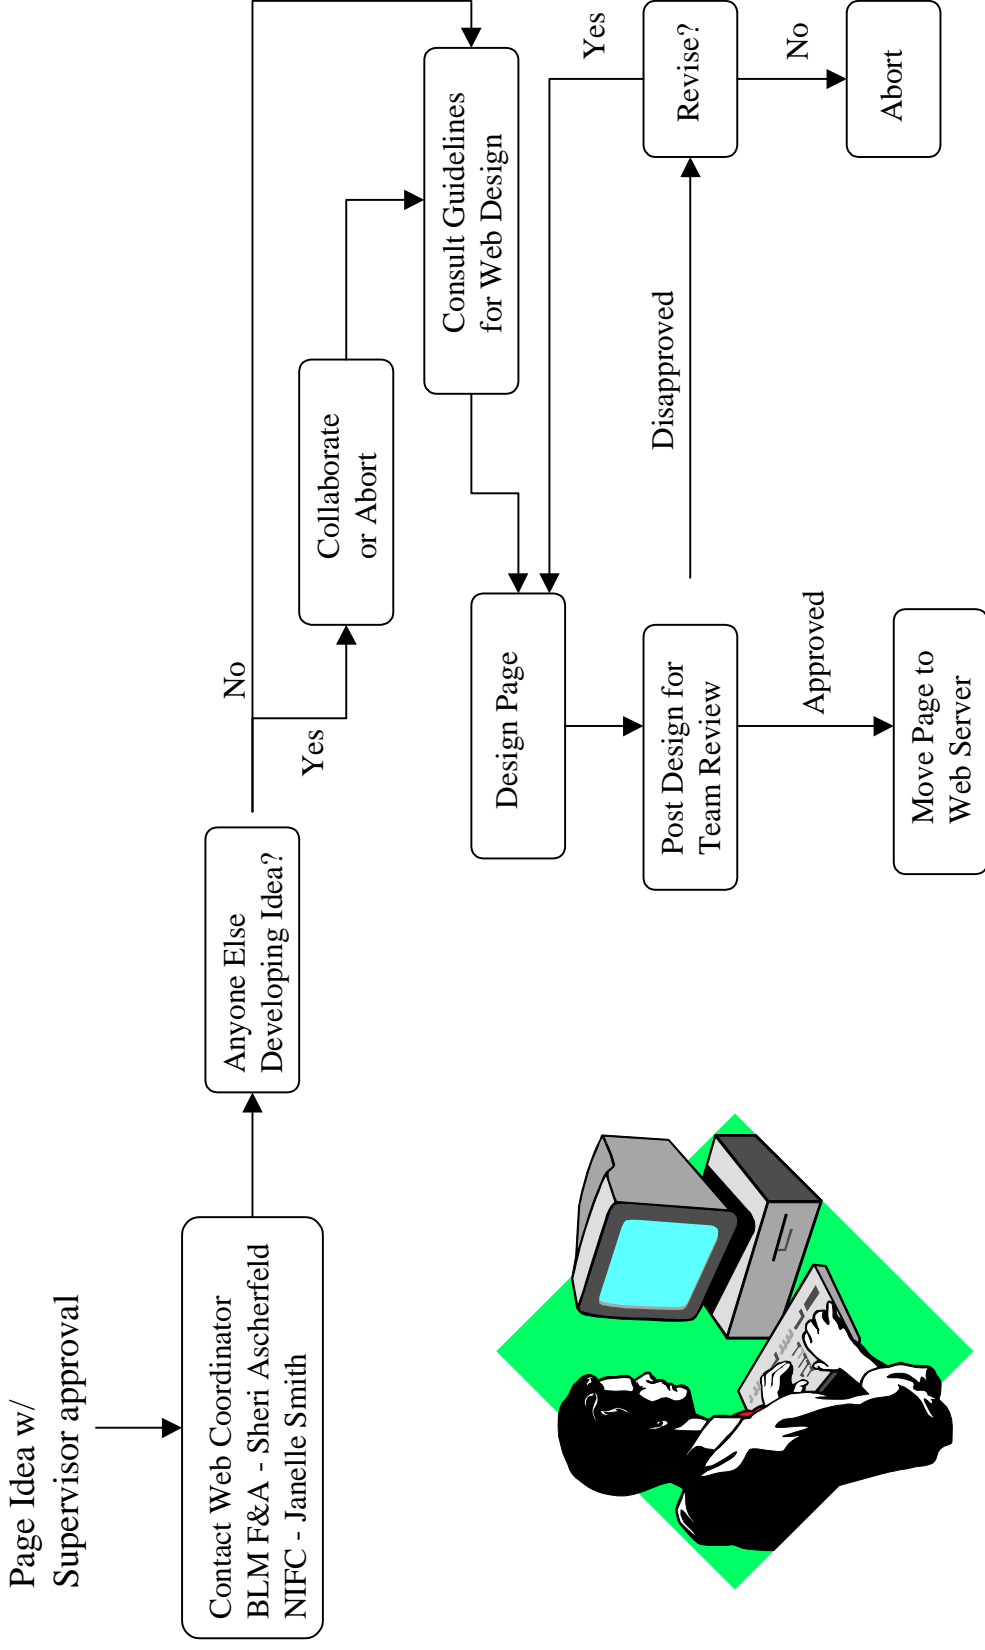 Page Idea w/
Supervisor approval
Contact Web Coordinator
BLM F&A - Sheri Ascherfeld
NIFC - Janelle Smith
Anyone Else
Developing Idea?
No
Yes
Collaborate
or Abort
Consult Guidelines
for Web Design
Design Page
Post Design for
Team Review
Approved
Move Page to
Web Server
Disapproved
Revise?
Yes
No
Abort